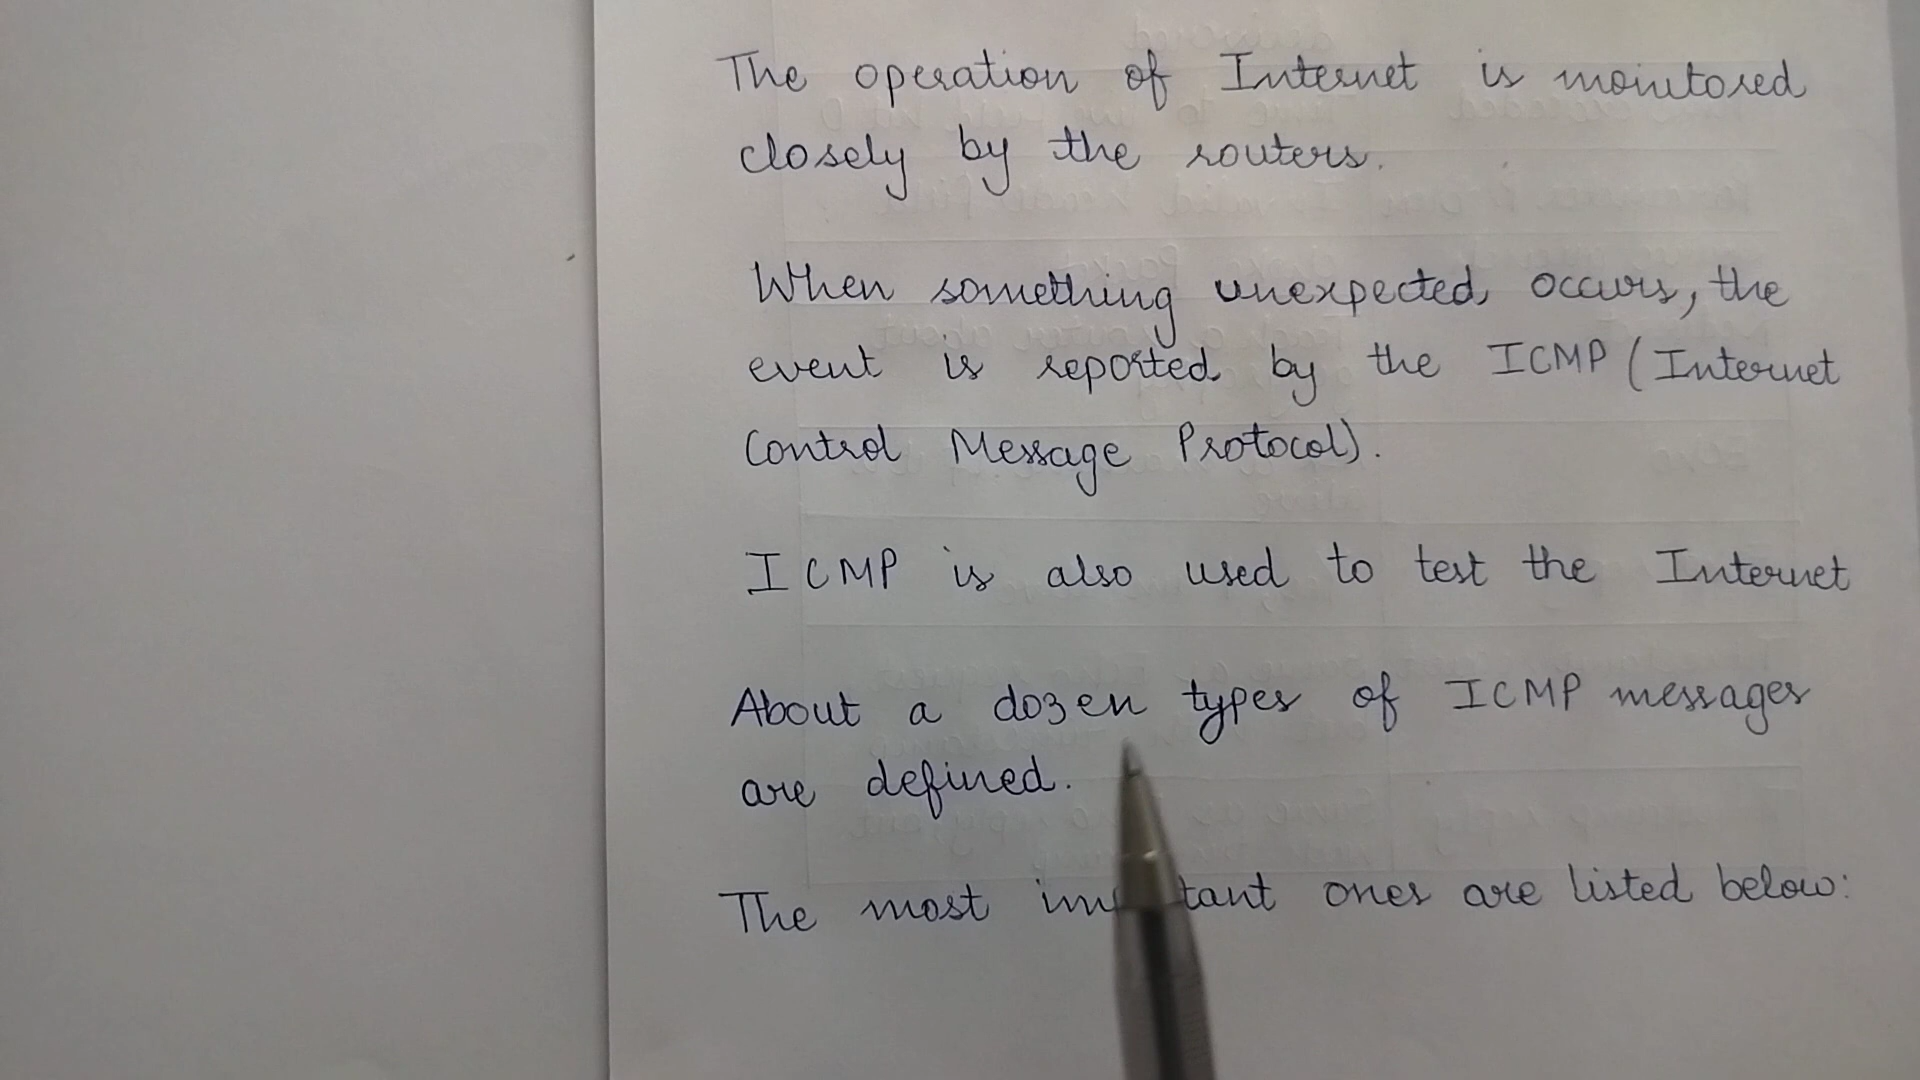 The operation of Internet is monitored
closely by the routers.
When something unexpected occurs, the
event is reported by the ICMP (Internet
Control Message Protocol).
ICMP is also used to test the Internet
About a dozen types of ICMP messages
are defined.
The most important ones are listed below: